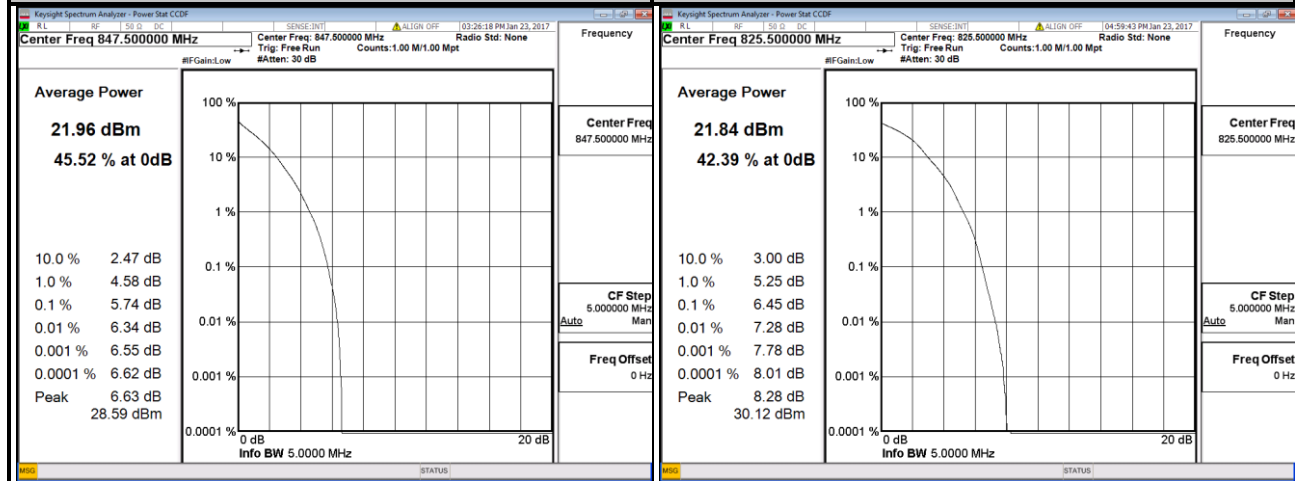 Keysight Spectrum Analyzer - Power Stat CCDF
RL RF 50 Ω DC SENSE:INT ALIGN OFF 03:26:18 PM Jan 23, 2017
Center Freq 847.500000 MHz
Center Freq: 847.500000 MHz Radio Std: None
Trig: Free Run Counts:1.00 M/1.00 Mpt
#IFGain:Low #Atten: 30 dB
Frequency
Average Power
21.96 dBm
45.52 % at 0dB
10.0 % 2.47 dB
1.0 % 4.58 dB
0.1 % 5.74 dB
0.01 % 6.34 dB
0.001 % 6.55 dB
0.0001 % 6.62 dB
Peak 6.63 dB
28.59 dBm
100 %
10 %
1 %
0.1 %
0.01 %
0.001 %
0.0001 %
0 dB 20 dB
Info BW 5.0000 MHz
Center Freq
847.500000 MHz
CF Step
5.000000 MHz
Auto Man
Freq Offset
0 Hz
MSG STATUS
Keysight Spectrum Analyzer - Power Stat CCDF
RL RF 50 Ω DC SENSE:INT ALIGN OFF 04:59:43 PM Jan 23, 2017
Center Freq 825.500000 MHz
Center Freq: 825.500000 MHz Radio Std: None
Trig: Free Run Counts:1.00 M/1.00 Mpt
#IFGain:Low #Atten: 30 dB
Frequency
Average Power
21.84 dBm
42.39 % at 0dB
10.0 % 3.00 dB
1.0 % 5.25 dB
0.1 % 6.45 dB
0.01 % 7.28 dB
0.001 % 7.78 dB
0.0001 % 8.01 dB
Peak 8.28 dB
30.12 dBm
100 %
10 %
1 %
0.1 %
0.01 %
0.001 %
0.0001 %
0 dB 20 dB
Info BW 5.0000 MHz
Center Freq
825.500000 MHz
CF Step
5.000000 MHz
Auto Man
Freq Offset
0 Hz
MSG STATUS